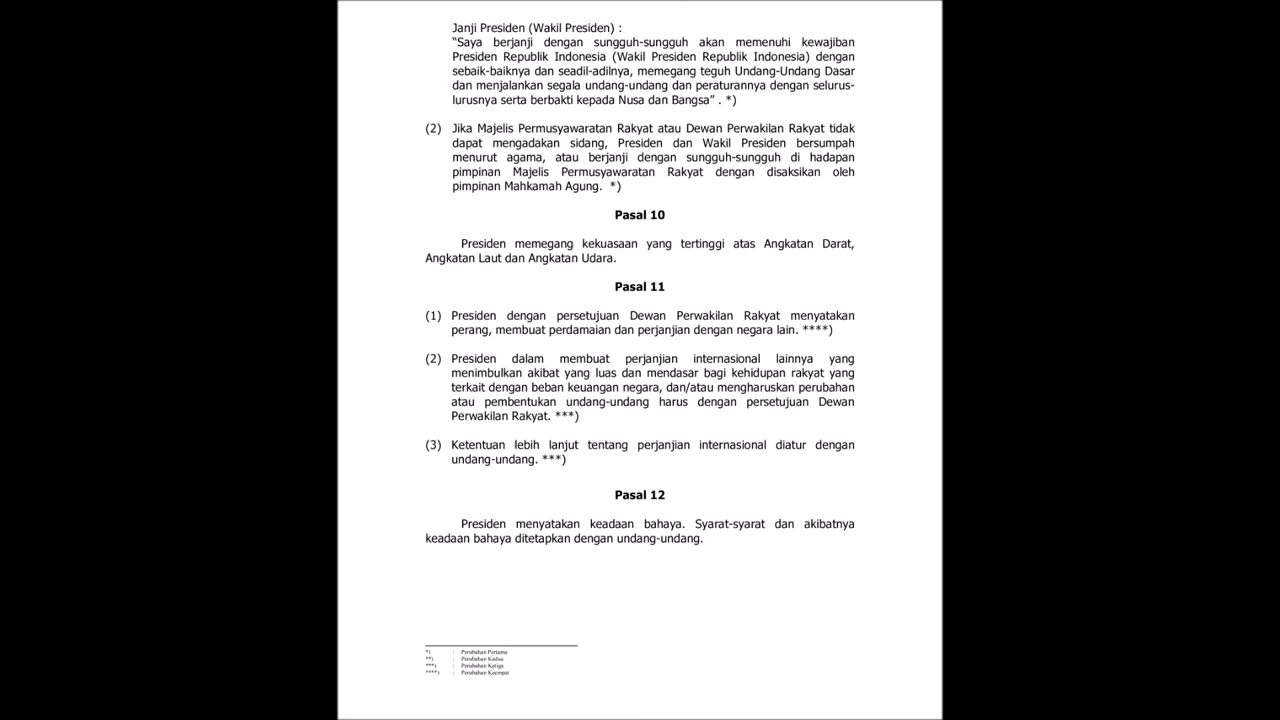 Janji Presiden (Wakil Presiden) :
“Saya berjanji dengan sungguh-sungguh akan memenuhi kewajiban
Presiden Republik Indonesia (Wakil Presiden Republik Indonesia) dengan
sebaik-baiknya dan seadil-adilnya, memegang teguh Undang-Undang Dasar
dan menjalankan segala undang-undang dan peraturannya dengan selurus-
lurusnya serta berbakti kepada Nusa dan Bangsa” . *)
(2) Jika Majelis Permusyawaratan Rakyat atau Dewan Perwakilan Rakyat tidak
dapat mengadakan sidang, Presiden dan Wakil Presiden bersumpah
menurut agama, atau berjanji dengan sungguh-sungguh di hadapan
pimpinan Majelis Permusyawaratan Rakyat dengan disaksikan oleh
pimpinan Mahkamah Agung. *)
Pasal 10
Presiden memegang kekuasaan yang tertinggi atas Angkatan Darat,
Angkatan Laut dan Angkatan Udara.
Pasal 11
(1) Presiden dengan persetujuan Dewan Perwakilan Rakyat menyatakan
perang, membuat perdamaian dan perjanjian dengan negara lain. ****)
(2) Presiden dalam membuat perjanjian internasional lainnya yang
menimbulkan akibat yang luas dan mendasar bagi kehidupan rakyat yang
terkait dengan beban keuangan negara, dan/atau mengharuskan perubahan
atau pembentukan undang-undang harus dengan persetujuan Dewan
Perwakilan Rakyat. ***)
(3) Ketentuan lebih lanjut tentang perjanjian internasional diatur dengan
undang-undang. ***)
Pasal 12
Presiden menyatakan keadaan bahaya. Syarat-syarat dan akibatnya
keadaan bahaya ditetapkan dengan undang-undang.
*) : Perubahan Pertama
**) : Perubahan Kedua
***) : Perubahan Ketiga
****) : Perubahan Keempat